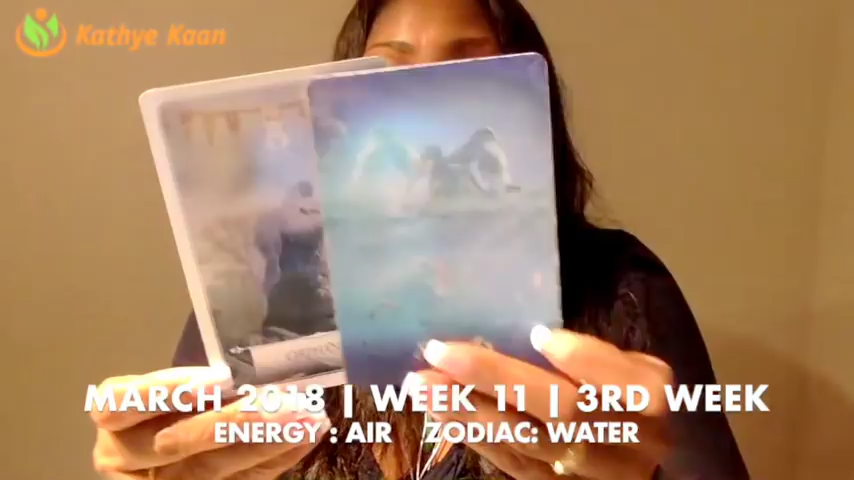 Kathye Kaan
MARCH 2018 | WEEK 11 | 3RD WEEK
ENERGY : AIR ZODIAC: WATER